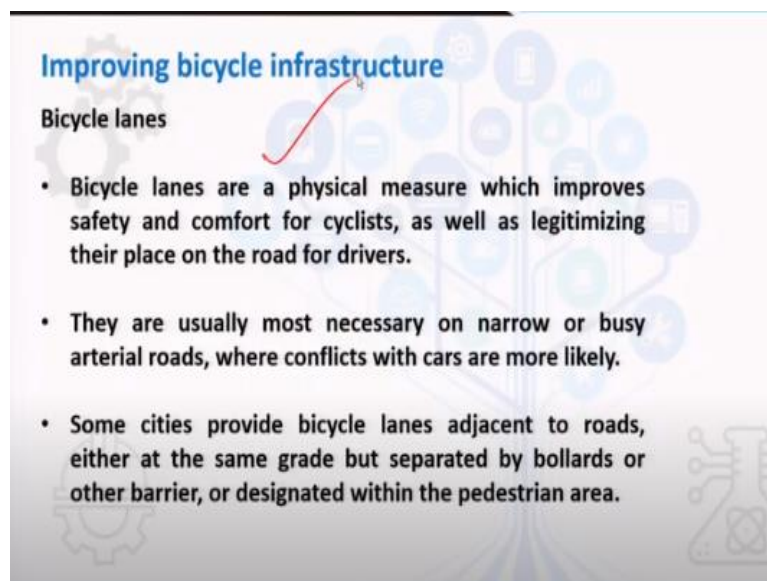 Improving bicycle infrastructure
Bicycle lanes
• Bicycle lanes are a physical measure which improves
safety and comfort for cyclists, as well as legitimizing
their place on the road for drivers.
• They are usually most necessary on narrow or busy
arterial roads, where conflicts with cars are more likely.
• Some cities provide bicycle lanes adjacent to roads,
either at the same grade but separated by bollards or
other barrier, or designated within the pedestrian area.